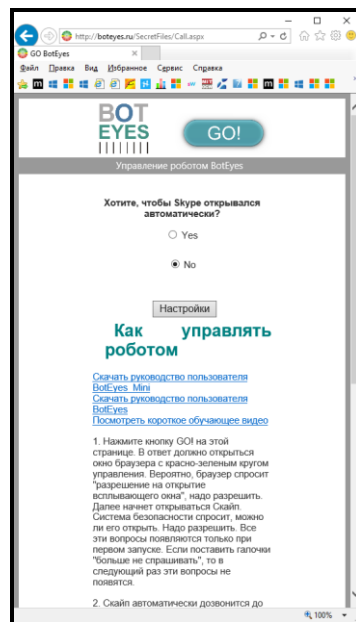 http://boteyes.ru/SecretFiles/Call.aspx
GO BotEyes
Файл Правка Вид Избранное Сервис Справка
BOT
EYES
GO!
Управление роботом BotEyes
Хотите, чтобы Skype открывался
автоматически?
Yes
No
Настройки
Как управлять
роботом
Скачать руководство пользователя
BotEyes Mini
Скачать руководство пользователя
BotEyes
Посмотреть короткое обучающее видео
1. Нажмите кнопку GO! на этой
странице. В ответ должно открыться
окно браузера с красно-зеленым кругом
управления. Вероятно, браузер спросит
"разрешение на открытие
всплывающего окна", надо разрешить.
Далее начнет открываться Скайп.
Система безопасности спросит, можно
ли его открыть. Надо разрешить. Все
эти вопросы появляются только при
первом запуске. Если поставить галочки
"больше не спрашивать", то в
следующий раз эти вопросы не
появятся.
2. Скайп автоматически дозвонится до
100%